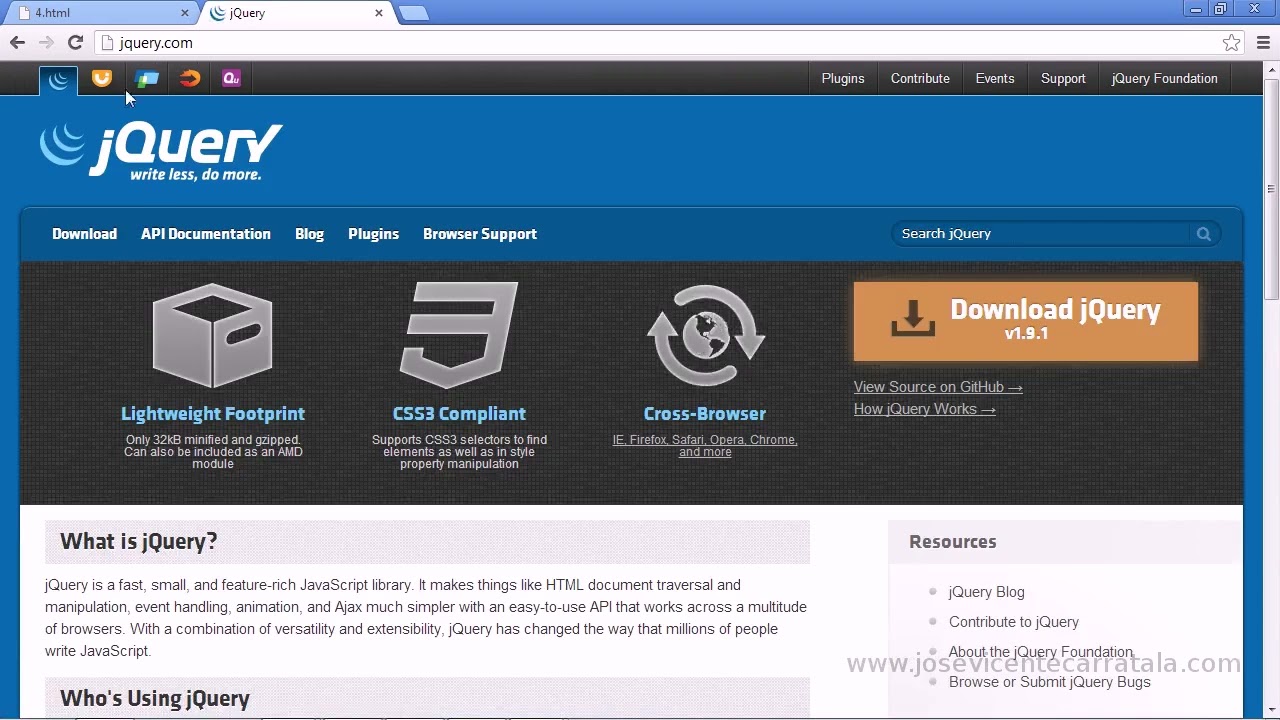 4.html
jQuery
jquery.com
Plugins
Contribute
Events
Support
jQuery Foundation
Qu
jQuery
write less, do more.
Download
API Documentation
Blog
Plugins
Browser Support
Search jQuery
Lightweight Footprint
Only 32kB minified and gzipped.
Can also be included as an AMD
module
CSS3 Compliant
Supports CSS3 selectors to find
elements as well as in style
property manipulation
Cross-Browser
IE, Firefox, Safari, Opera, Chrome,
and more
Download jQuery
v1.9.1
View Source on GitHub →
How jQuery Works →
What is jQuery?
jQuery is a fast, small, and feature-rich JavaScript library. It makes things like HTML document traversal and
manipulation, event handling, animation, and Ajax much simpler with an easy-to-use API that works across a multitude
of browsers. With a combination of versatility and extensibility, jQuery has changed the way that millions of people
write JavaScript.
Who's Using jQuery
Resources
jQuery Blog
Contribute to jQuery
About the jQuery Foundation
Browse or Submit jQuery Bugs
www.josevicentecarratala.com